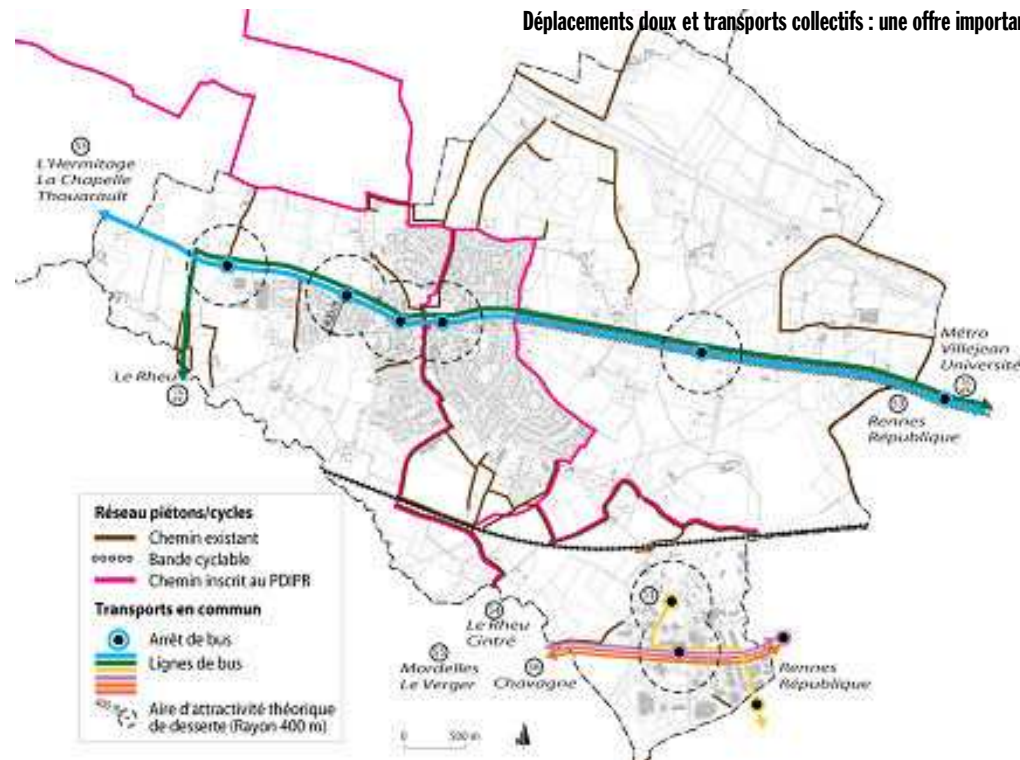 Déplacements doux et transports collectifs : une offre importan
L'Hermitage
La Chapelle
Thouarault
Le Rheu
Métro
Villejean
Université
Rennes
République
Réseau piétons/cycles
Chemin existant
Bande cyclable
Chemin inscrit au PDIPR
Transports en commun
Arrêt de bus
Lignes de bus
400 m
Aire d'attractivité théorique
de desserte (Rayon 400 m)
Le Rheu
Cintré
Mordelles
Le Verger
Chavagne
Rennes
République
0 500 m